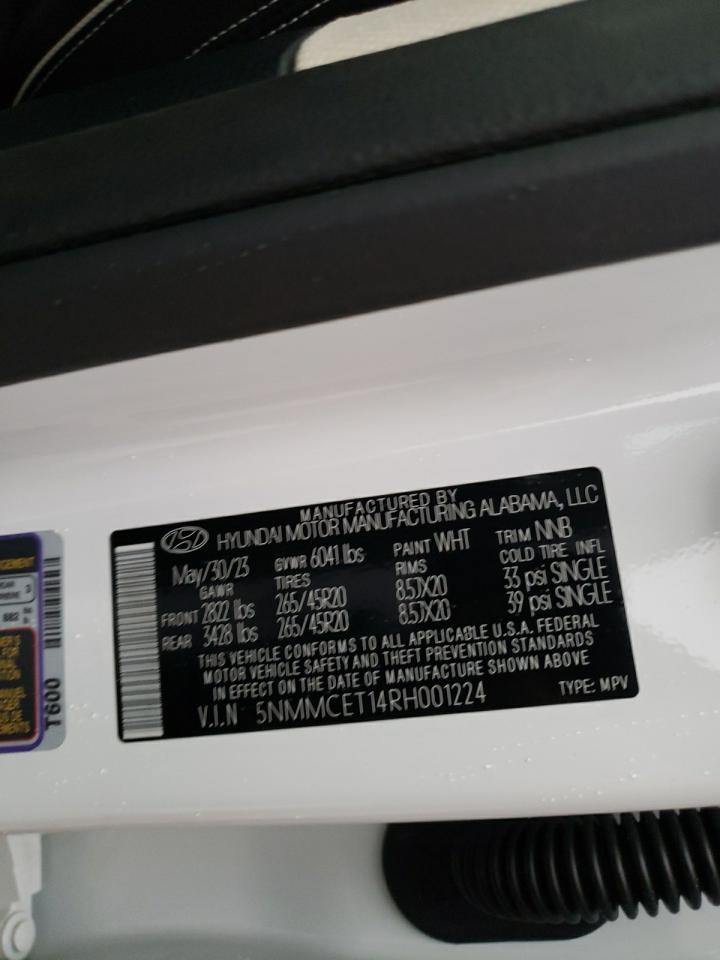 MANUFACTURED BY
HYUNDAI MOTOR MANUFACTURING ALABAMA, LLC
May/30/23 GVWR 6041 lbs PAINT WHT TRIM NNB
GAWR TIRES RIMS COLD TIRE INFL
FRONT 2822 lbs 265/45R20 8.5JX20 33 psi SINGLE
REAR 3428 lbs 265/45R20 8.5JX20 39 psi SINGLE
THIS VEHICLE CONFORMS TO ALL APPLICABLE U.S.A. FEDERAL
MOTOR VEHICLE SAFETY AND THEFT PREVENTION STANDARDS
IN EFFECT ON THE DATE OF MANUFACTURE SHOWN ABOVE
V.I.N 5NMMCET14RH001224 TYPE: MPV
T600